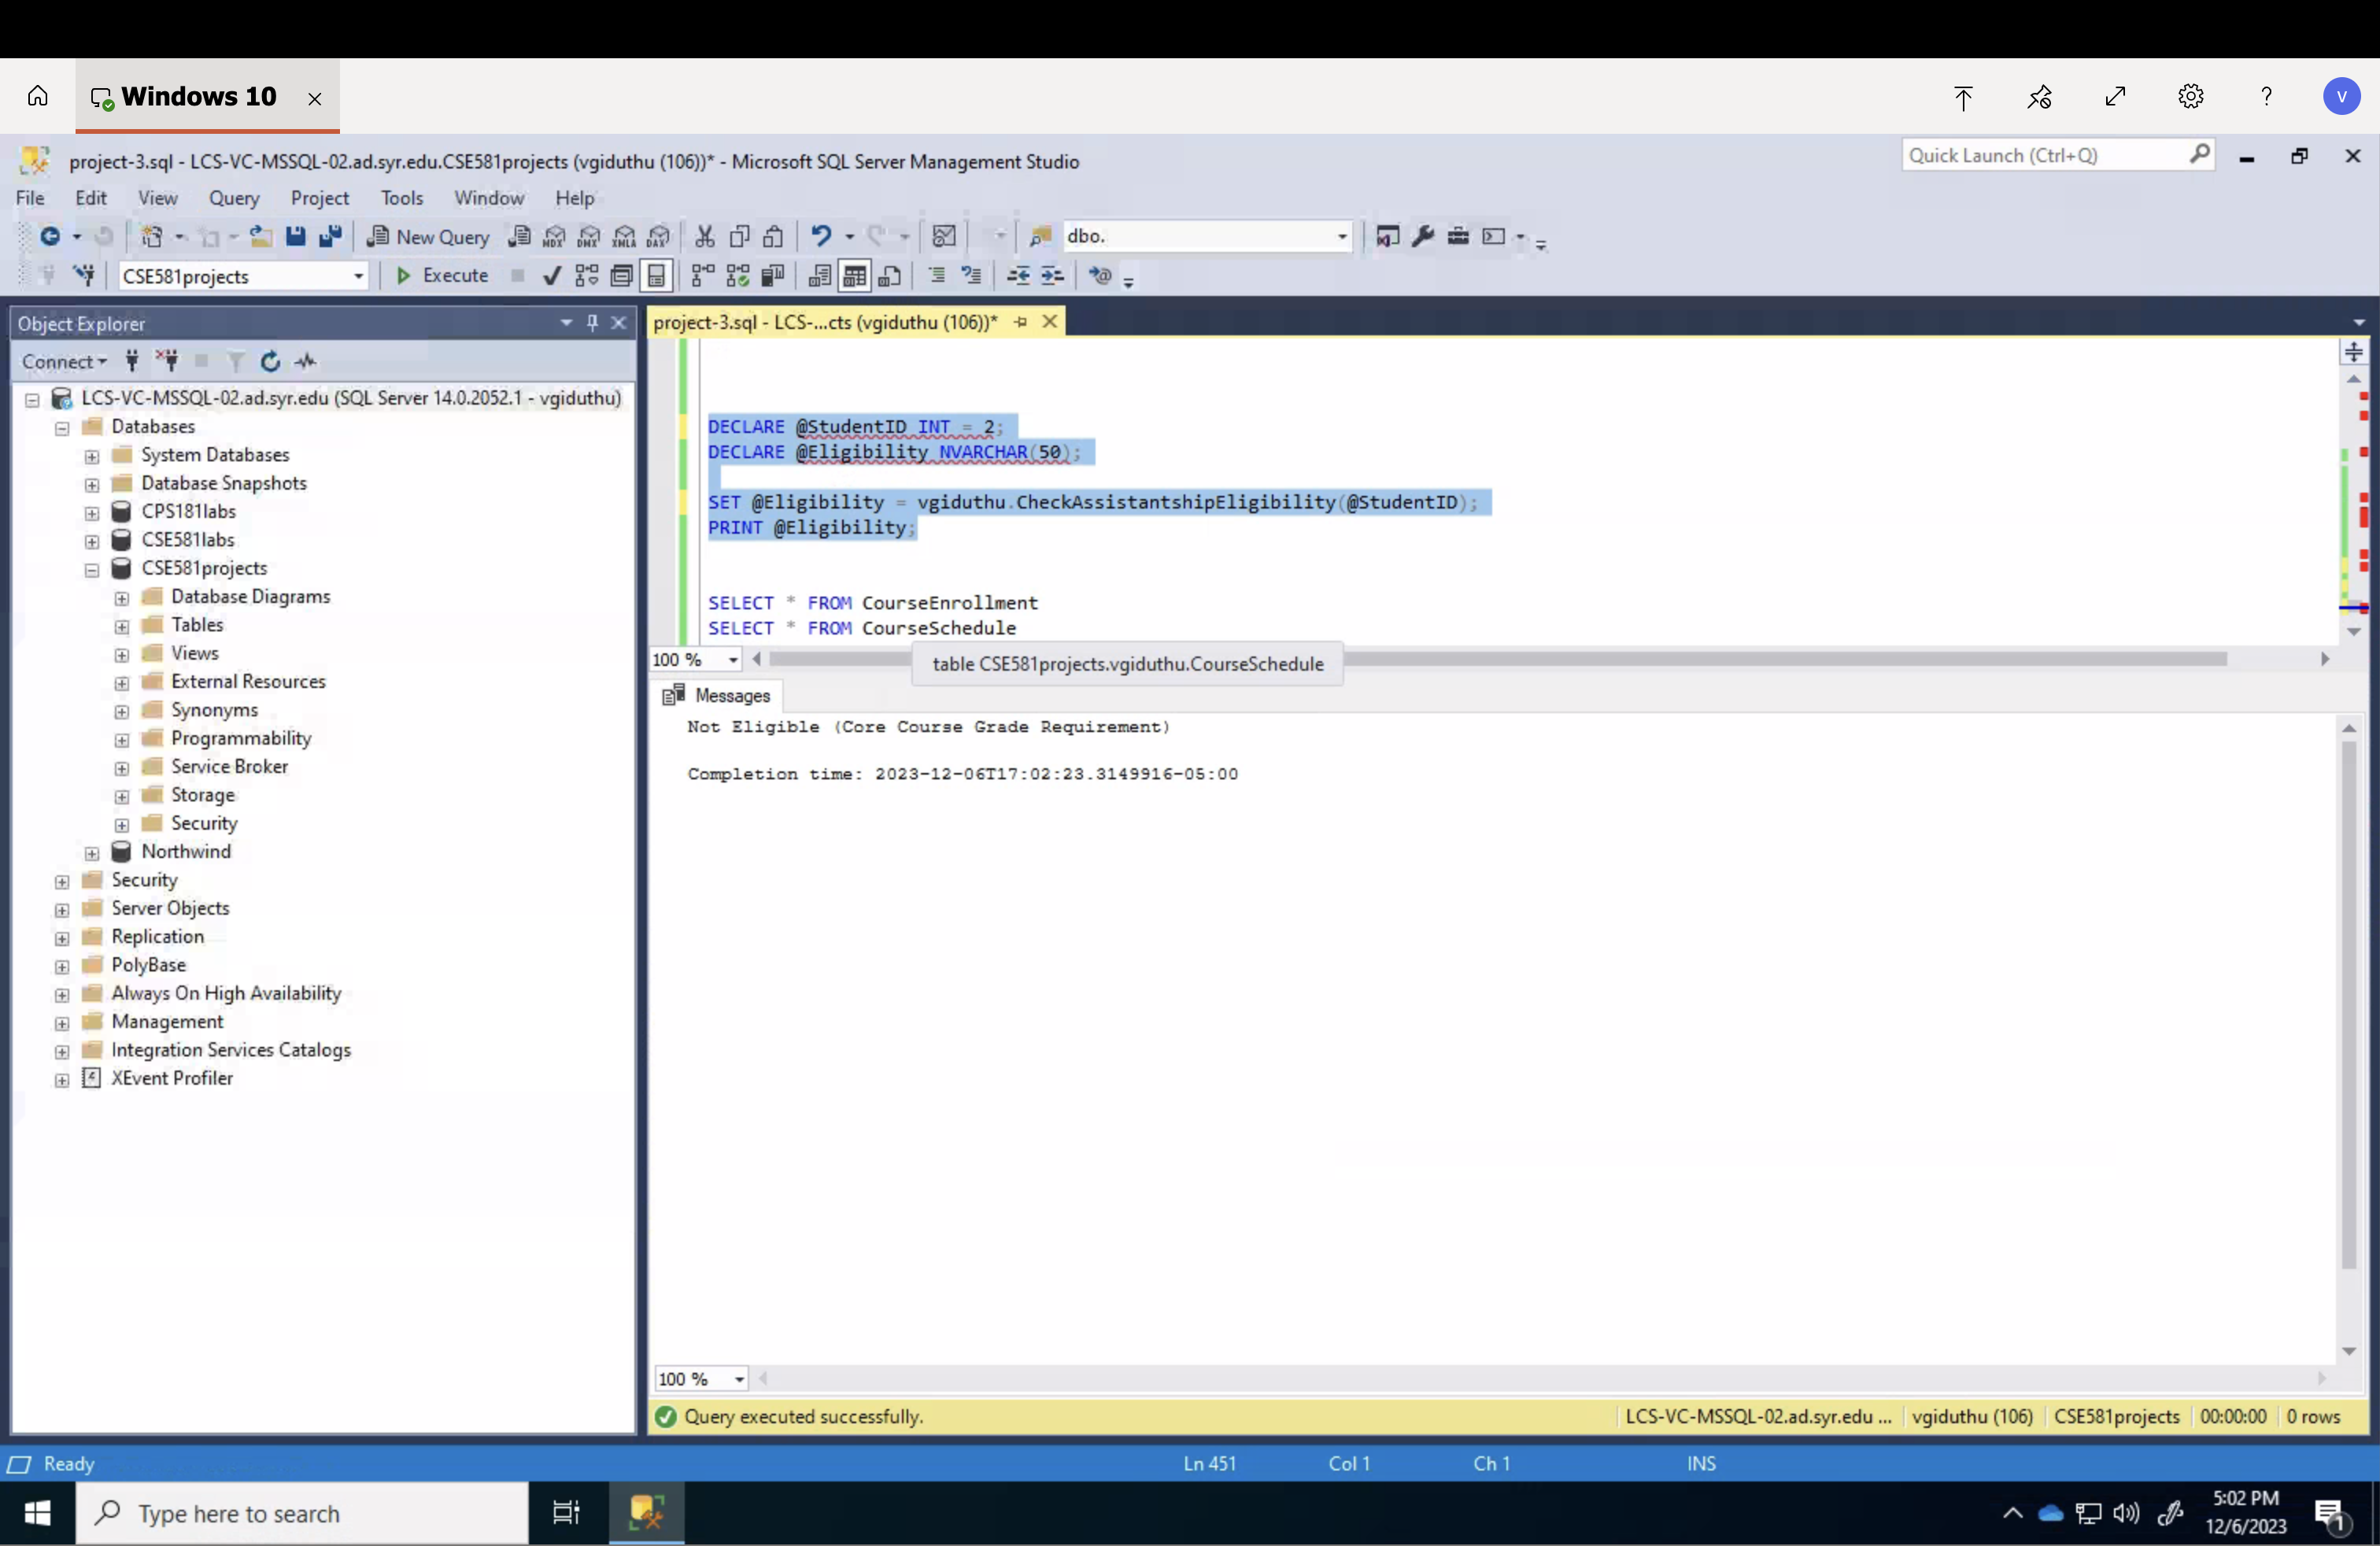 Windows 10
V
project-3.sql - LCS-VC-MSSQL-02.ad.syr.edu.CSE581projects (vgiduthu (106))* - Microsoft SQL Server Management Studio
Quick Launch (Ctrl+Q)
File Edit View Query Project Tools Window Help
New Query MDX DMX XMLA DAX dbo.
CSE581projects Execute
Object Explorer
project-3.sql - LCS-...cts (vgiduthu (106))*
Connect
LCS-VC-MSSQL-02.ad.syr.edu (SQL Server 14.0.2052.1 - vgiduthu)
Databases
System Databases
Database Snapshots
CPS181labs
CSE581labs
CSE581projects
Database Diagrams
Tables
Views
External Resources
Synonyms
Programmability
Service Broker
Storage
Security
Northwind
Security
Server Objects
Replication
PolyBase
Always On High Availability
Management
Integration Services Catalogs
XEvent Profiler
DECLARE @StudentID INT = 2;
DECLARE @Eligibility NVARCHAR(50);
SET @Eligibility = vgiduthu.CheckAssistantshipEligibility(@StudentID);
PRINT @Eligibility;
SELECT * FROM CourseEnrollment
SELECT * FROM CourseSchedule
100 %
table CSE581projects.vgiduthu.CourseSchedule
Messages
Not Eligible (Core Course Grade Requirement)
Completion time: 2023-12-06T17:02:23.3149916-05:00
100 %
Query executed successfully.
LCS-VC-MSSQL-02.ad.syr.edu ... vgiduthu (106) CSE581projects 00:00:00 0 rows
Ready Ln 451 Col 1 Ch 1 INS
Type here to search
5:02 PM
12/6/2023
1